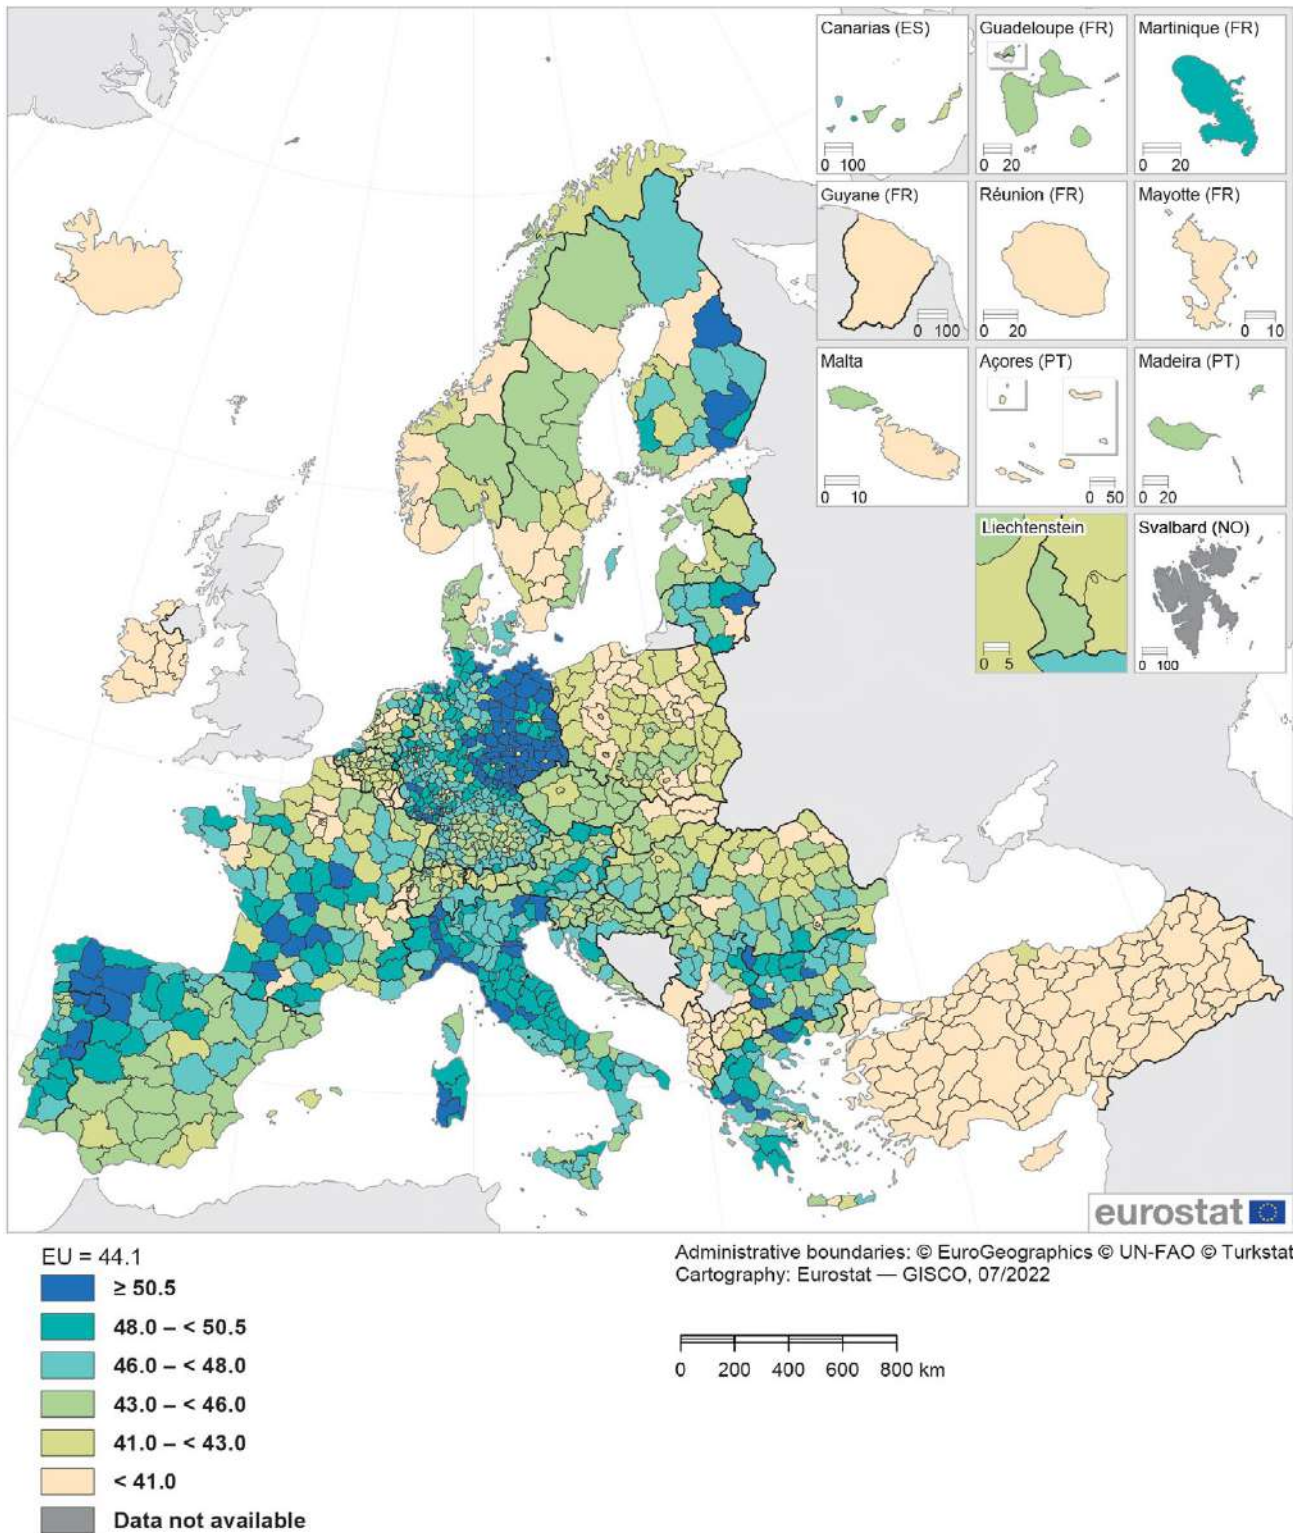 Canarias (ES)
0 100
Guadeloupe (FR)
0 20
Martinique (FR)
0 20
Guyane (FR)
0 100
Réunion (FR)
0 20
Mayotte (FR)
0 10
Malta
0 10
Açores (PT)
0 50
Madeira (PT)
0 20
Liechtenstein
0 5
Svalbard (NO)
0 100
eurostat
EU = 44.1
≥ 50.5
48.0 – < 50.5
46.0 – < 48.0
43.0 – < 46.0
41.0 – < 43.0
< 41.0
Data not available
Administrative boundaries: © EuroGeographics © UN-FAO © Turkstat
Cartography: Eurostat — GISCO, 07/2022
0 200 400 600 800 km